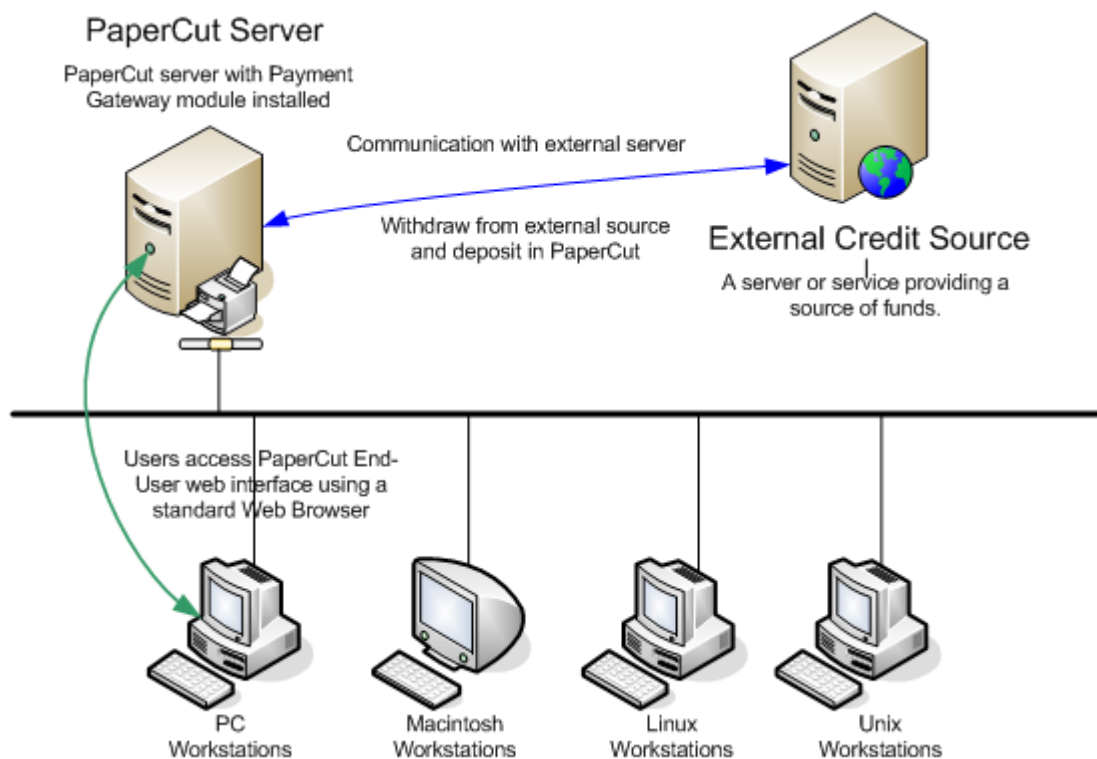 PaperCut Server
PaperCut server with Payment
Gateway module installed
Communication with external server
Withdraw from external source
and deposit in PaperCut
External Credit Source
A server or service providing a
source of funds.
Users access PaperCut End-
User web interface using a
standard Web Browser
PC
Workstations
Macintosh
Workstations
Linux
Workstations
Unix
Workstations